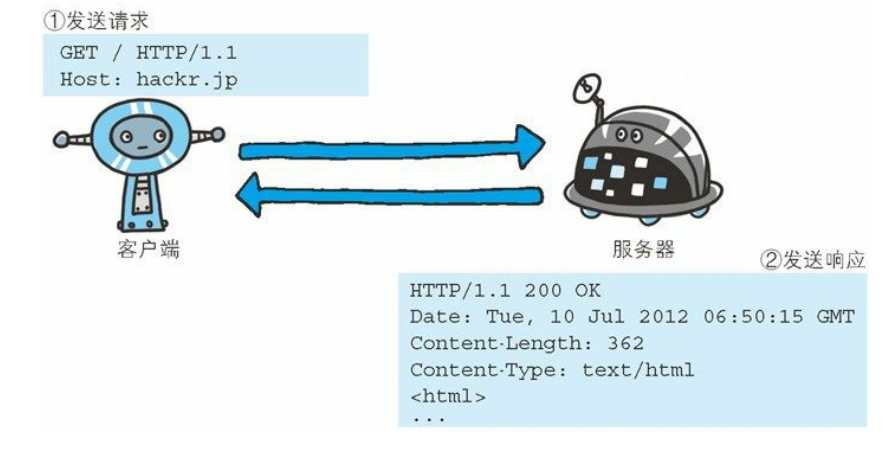 ①发送请求
GET / HTTP/1.1
Host: hackr.jp
客户端
服务器
②发送响应
HTTP/1.1 200 OK
Date: Tue, 10 Jul 2012 06:50:15 GMT
Content-Length: 362
Content-Type: text/html
<html>
...